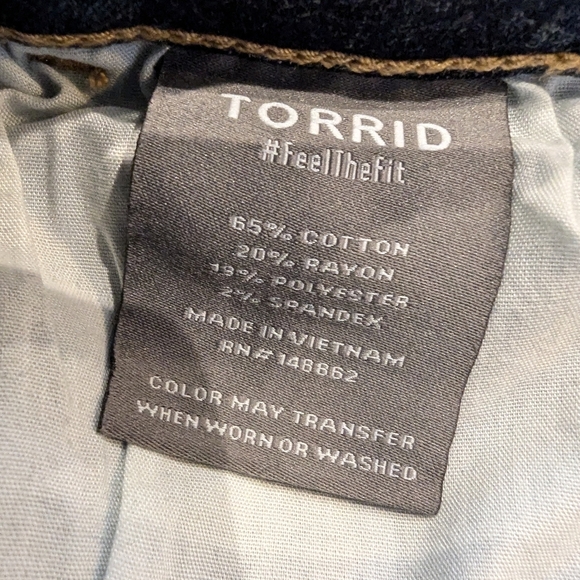 TORRID
#FeelTheFit
65% COTTON
20% RAYON
13% POLYESTER
2% SPANDEX
MADE IN VIETNAM
RN# 148862
COLOR MAY TRANSFER
WHEN WORN OR WASHED